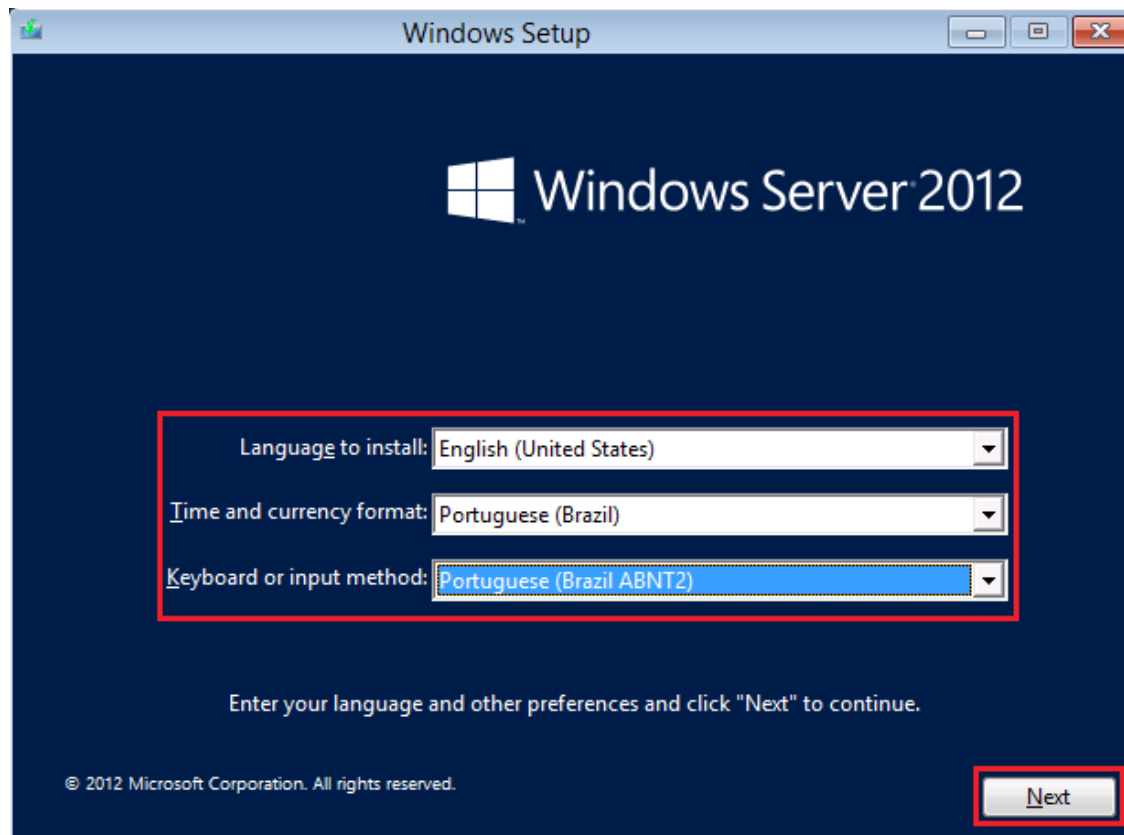 Windows Setup
Windows Server 2012
Language to install: English (United States)
Time and currency format: Portuguese (Brazil)
Keyboard or input method: Portuguese (Brazil ABNT2)
Enter your language and other preferences and click "Next" to continue.
© 2012 Microsoft Corporation. All rights reserved.
Next